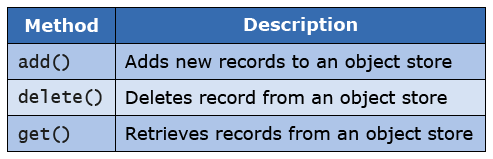 Method Description
add() Adds new records to an object store
delete() Deletes record from an object store
get() Retrieves records from an object store